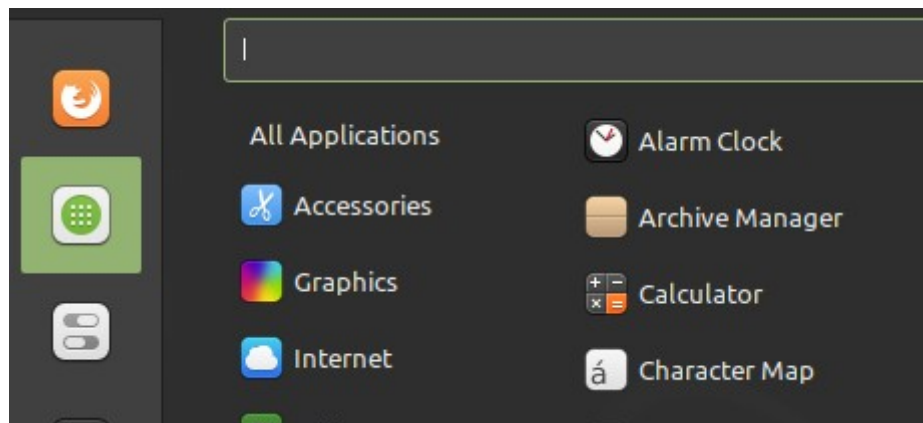 All Applications
Accessories
Graphics
Internet
Alarm Clock
Archive Manager
Calculator
Character Map